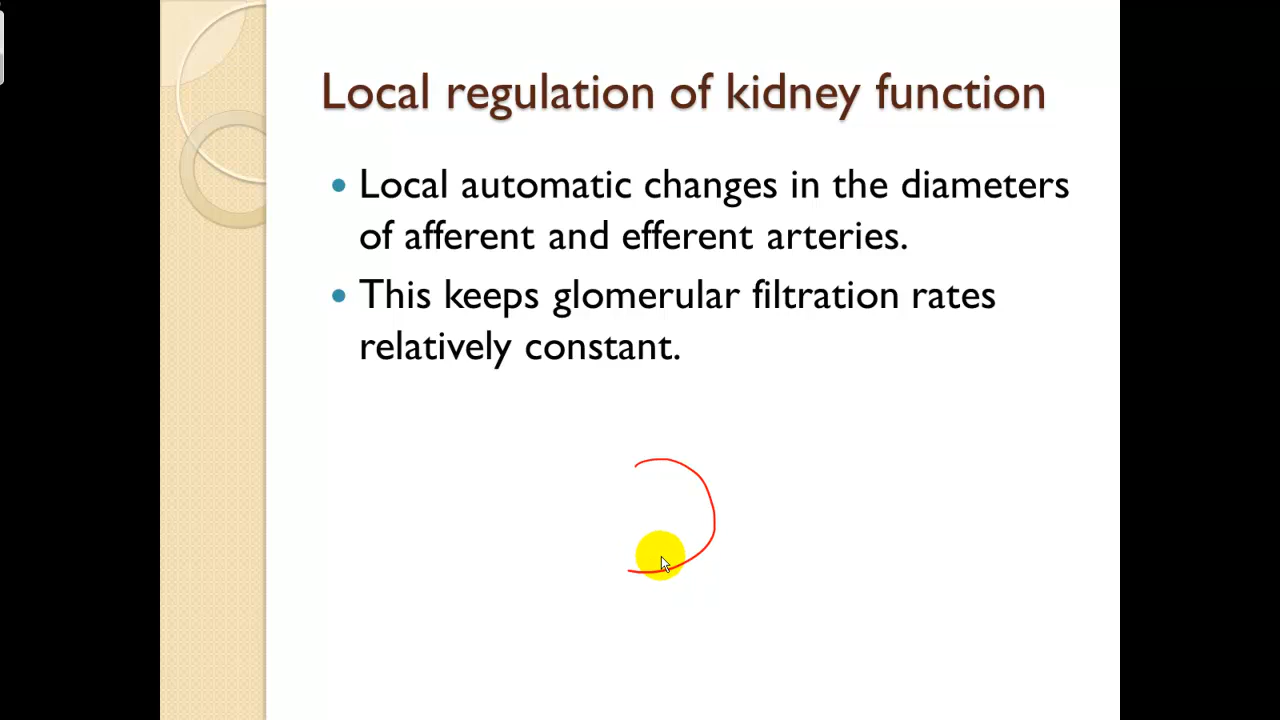 Local regulation of kidney function
• Local automatic changes in the diameters
of afferent and efferent arteries.
• This keeps glomerular filtration rates
relatively constant.